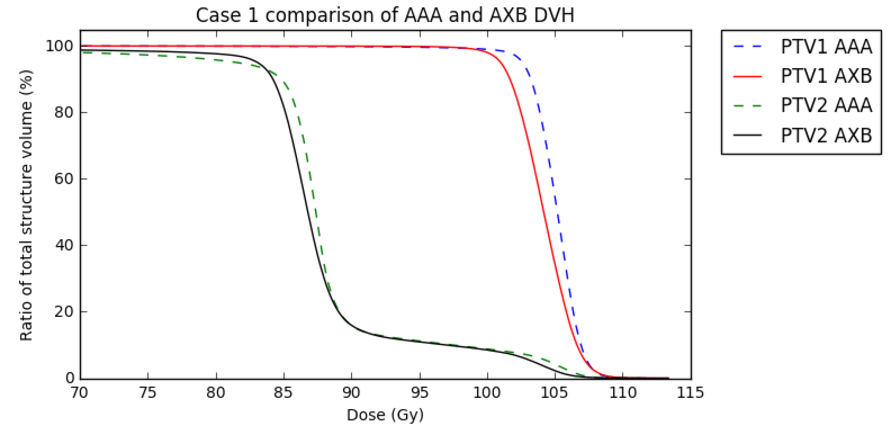 Case 1 comparison of AAA and AXB DVH
Ratio of total structure volume (%)
100
80
60
40
20
0
70 75 80 85 90 95 100 105 110 115
Dose (Gy)
PTV1 AAA
PTV1 AXB
PTV2 AAA
PTV2 AXB